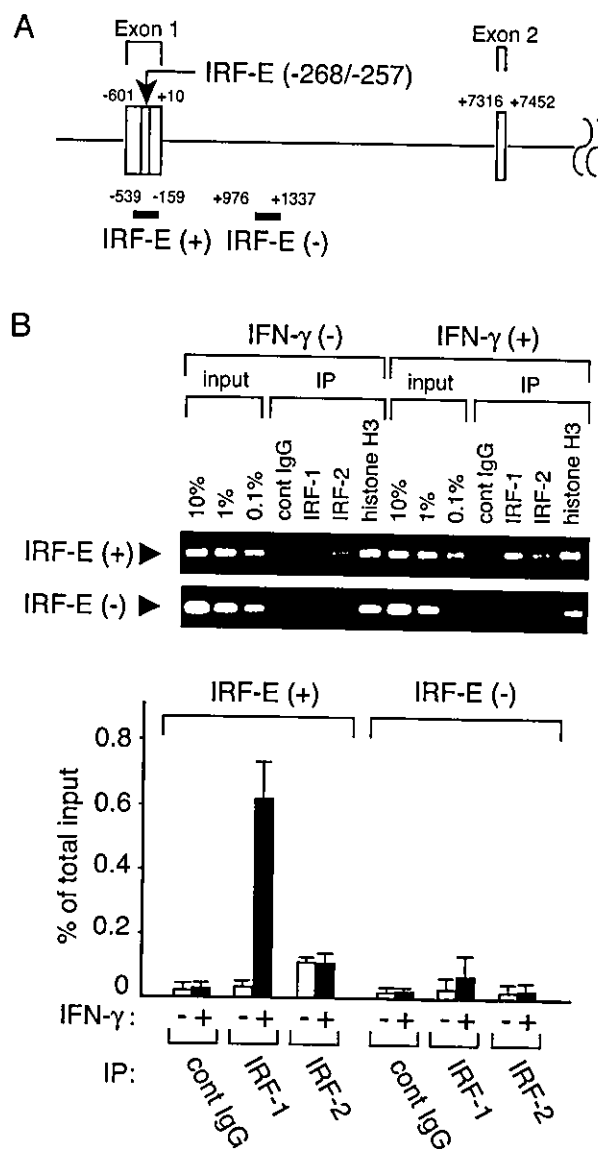 A
Exon 1
Exon 2
IRF-E (-268/-257)
-601 +10
+7316 +7452
-539 -159 +976 +1337
IRF-E (+) IRF-E (-)
B
IFN-γ (-) IFN-γ (+)
input IP input IP
10% 1% 0.1% cont IgG IRF-1 IRF-2 histone H3 10% 1% 0.1% cont IgG IRF-1 IRF-2 histone H3
IRF-E (+)
IRF-E (-)
IRF-E (+) IRF-E (-)
% of total input
0.8
0.6
0.4
0.2
0
IFN-γ : - + - + - + - + - + - +
IP: cont IgG IRF-1 IRF-2 cont IgG IRF-1 IRF-2